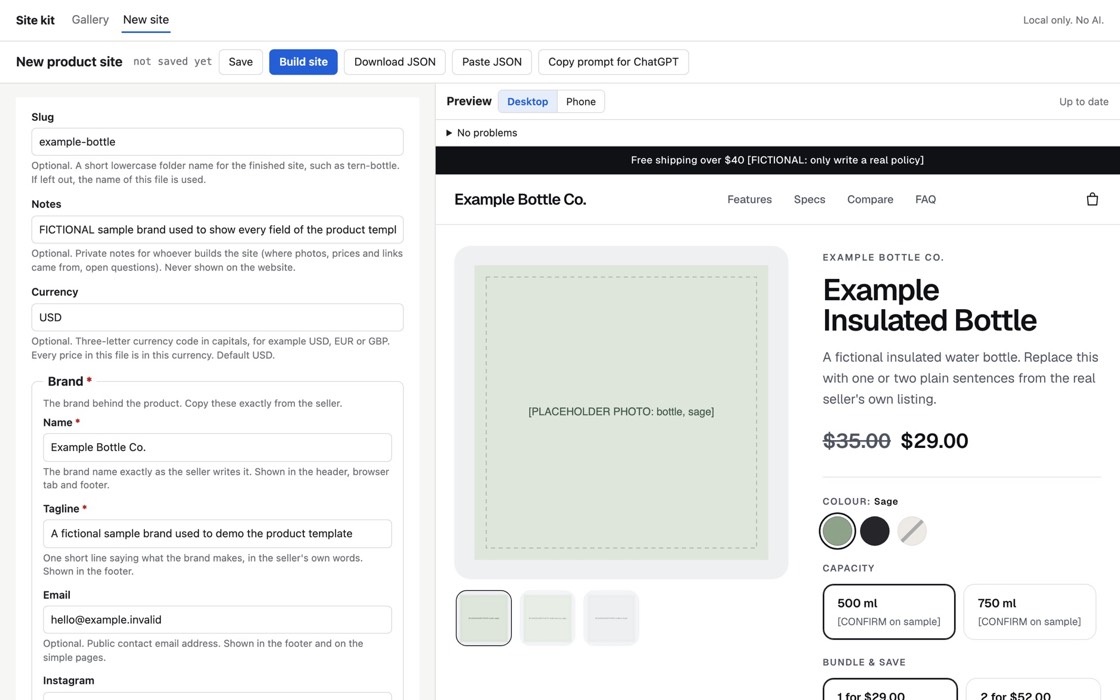 Site kit Gallery New site Local only. No AI.
New product site not saved yet Save Build site Download JSON Paste JSON Copy prompt for ChatGPT
Slug
example-bottle
Optional. A short lowercase folder name for the finished site, such as tern-bottle.
If left out, the name of this file is used.
Notes
FICTIONAL sample brand used to show every field of the product templ
Optional. Private notes for whoever builds the site (where photos, prices and links
came from, open questions). Never shown on the website.
Currency
USD
Optional. Three-letter currency code in capitals, for example USD, EUR or GBP.
Every price in this file is in this currency. Default USD.
Brand *
The brand behind the product. Copy these exactly from the seller.
Name *
Example Bottle Co.
The brand name exactly as the seller writes it. Shown in the header, browser
tab and footer.
Tagline *
A fictional sample brand used to demo the product template
One short line saying what the brand makes, in the seller's own words.
Shown in the footer.
Email
hello@example.invalid
Optional. Public contact email address. Shown in the footer and on the
simple pages.
Instagram
Preview Desktop Phone Up to date
▶ No problems
Free shipping over $40 [FICTIONAL: only write a real policy]
Example Bottle Co. Features Specs Compare FAQ
[PLACEHOLDER PHOTO: bottle, sage]
EXAMPLE BOTTLE CO.
Example
Insulated Bottle
A fictional insulated water bottle. Replace this
with one or two plain sentences from the real
seller's own listing.
$35.00 $29.00
COLOUR: Sage
CAPACITY
500 ml 750 ml
[CONFIRM on sample] [CONFIRM on sample]
BUNDLE & SAVE
1 for $29.00 2 for $52.00